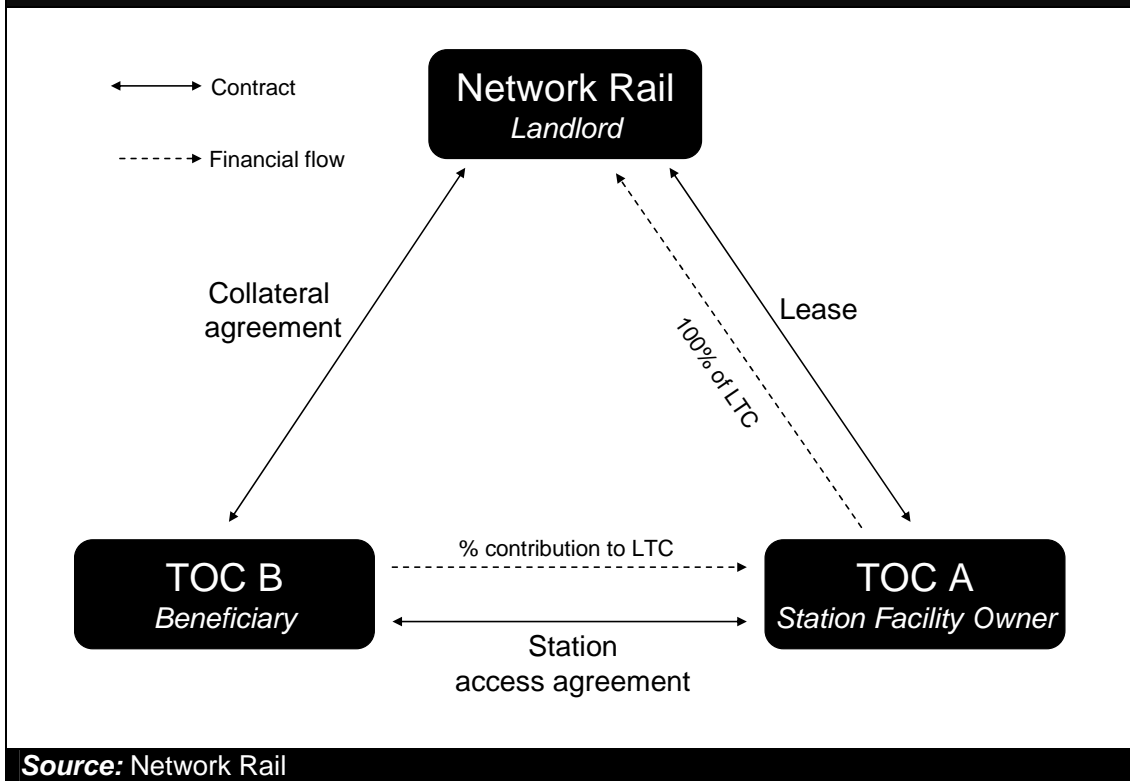 Network Rail
Landlord
Contract
Financial flow
Collateral
agreement
Lease
100% of LTC
% contribution to LTC
TOC B
Beneficiary
TOC A
Station Facility Owner
Station
access agreement
Source: Network Rail